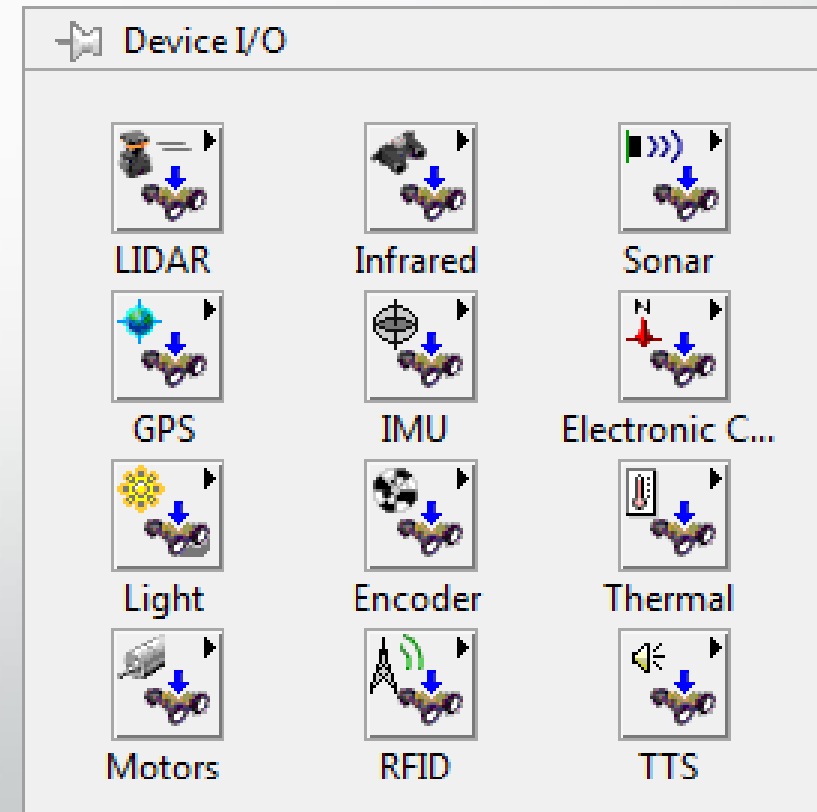 Device I/O
LIDAR Infrared Sonar
N
GPS IMU Electronic C...
Light Encoder Thermal
Motors RFID TTS